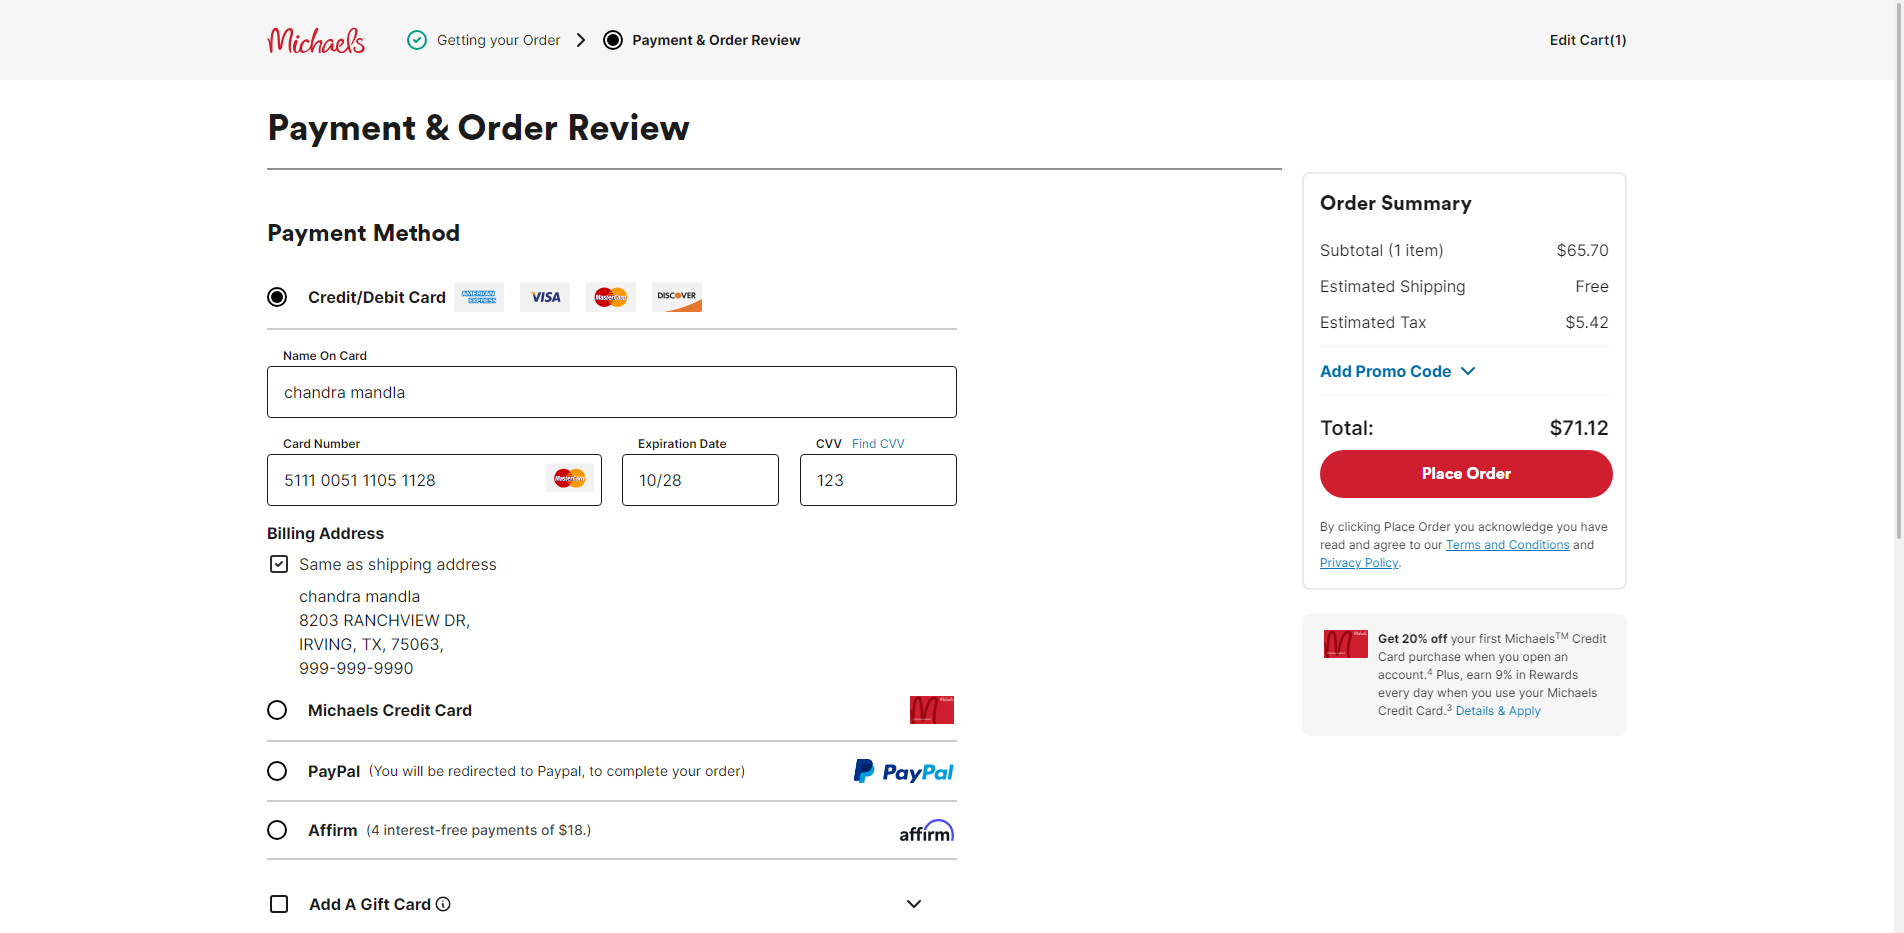 Michaels
Getting your Order
Payment & Order Review
Edit Cart(1)
Payment & Order Review
Payment Method
Credit/Debit Card
AMERICAN EXPRESS
VISA
MasterCard
DISCOVER
Name On Card
chandra mandla
Card Number
Expiration Date
CVV Find CVV
5111 0051 1105 1128
MasterCard
10/28
123
Billing Address
Same as shipping address
chandra mandla
8203 RANCHVIEW DR,
IRVING, TX, 75063,
999-999-9990
Michaels Credit Card
PayPal (You will be redirected to Paypal, to complete your order)
PayPal
Affirm (4 interest-free payments of $18.)
affirm
Add A Gift Card
Order Summary
Subtotal (1 item) $65.70
Estimated Shipping Free
Estimated Tax $5.42
Add Promo Code
Total: $71.12
Place Order
By clicking Place Order you acknowledge you have
read and agree to our Terms and Conditions and
Privacy Policy.
Get 20% off your first Michaels™ Credit
Card purchase when you open an
account.⁴ Plus, earn 9% in Rewards
every day when you use your Michaels
Credit Card.³ Details & Apply